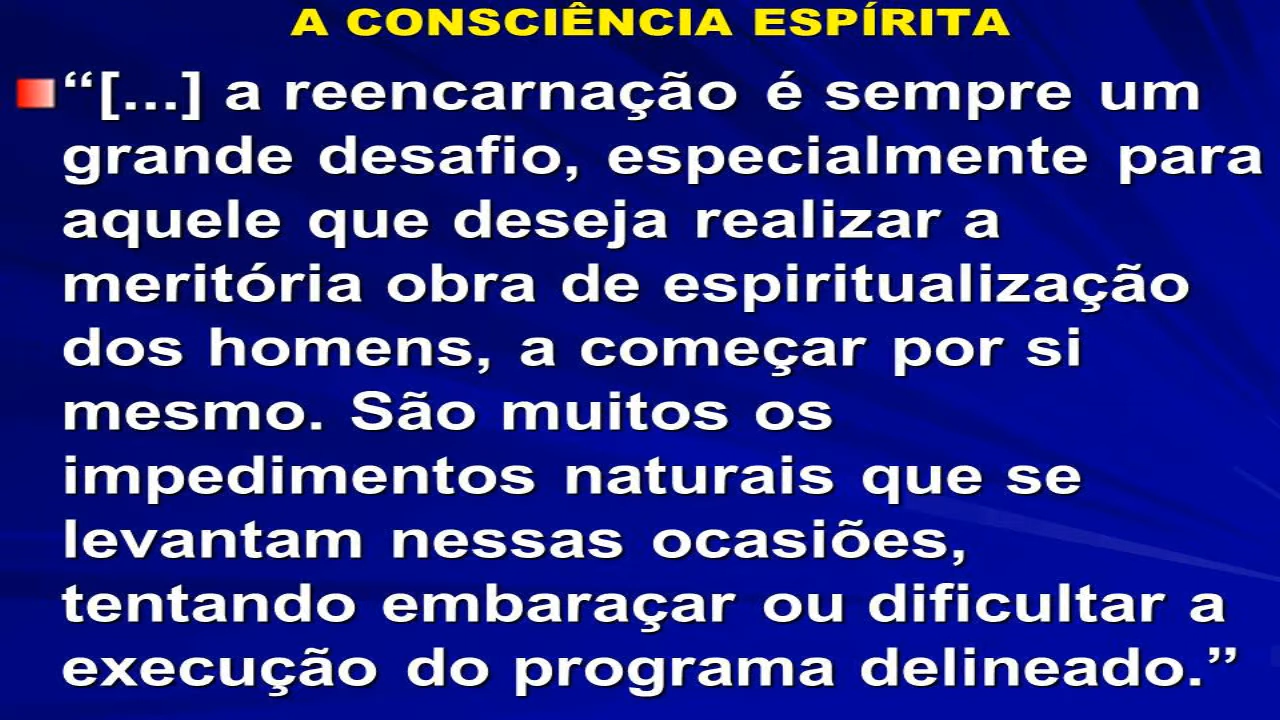 A CONSCIÊNCIA ESPÍRITA
“[...] a reencarnação é sempre um
grande desafio, especialmente para
aquele que deseja realizar a
meritória obra de espiritualização
dos homens, a começar por si
mesmo. São muitos os
impedimentos naturais que se
levantam nessas ocasiões,
tentando embaraçar ou dificultar a
execução do programa delineado.”